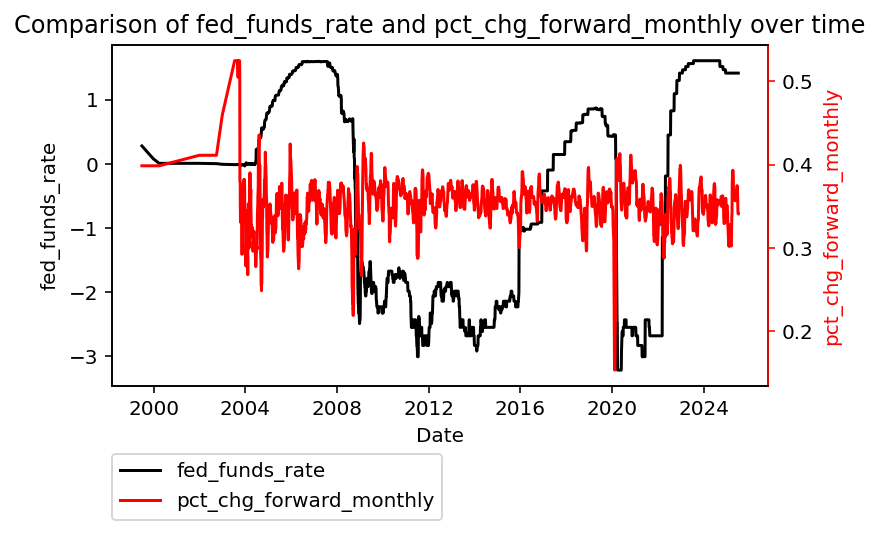 Comparison of fed_funds_rate and pct_chg_forward_monthly over time
fed_funds_rate
1
0
−1
−2
−3
0.5
0.4
0.3
0.2
pct_chg_forward_monthly
2000 2004 2008 2012 2016 2020 2024
Date
fed_funds_rate
pct_chg_forward_monthly